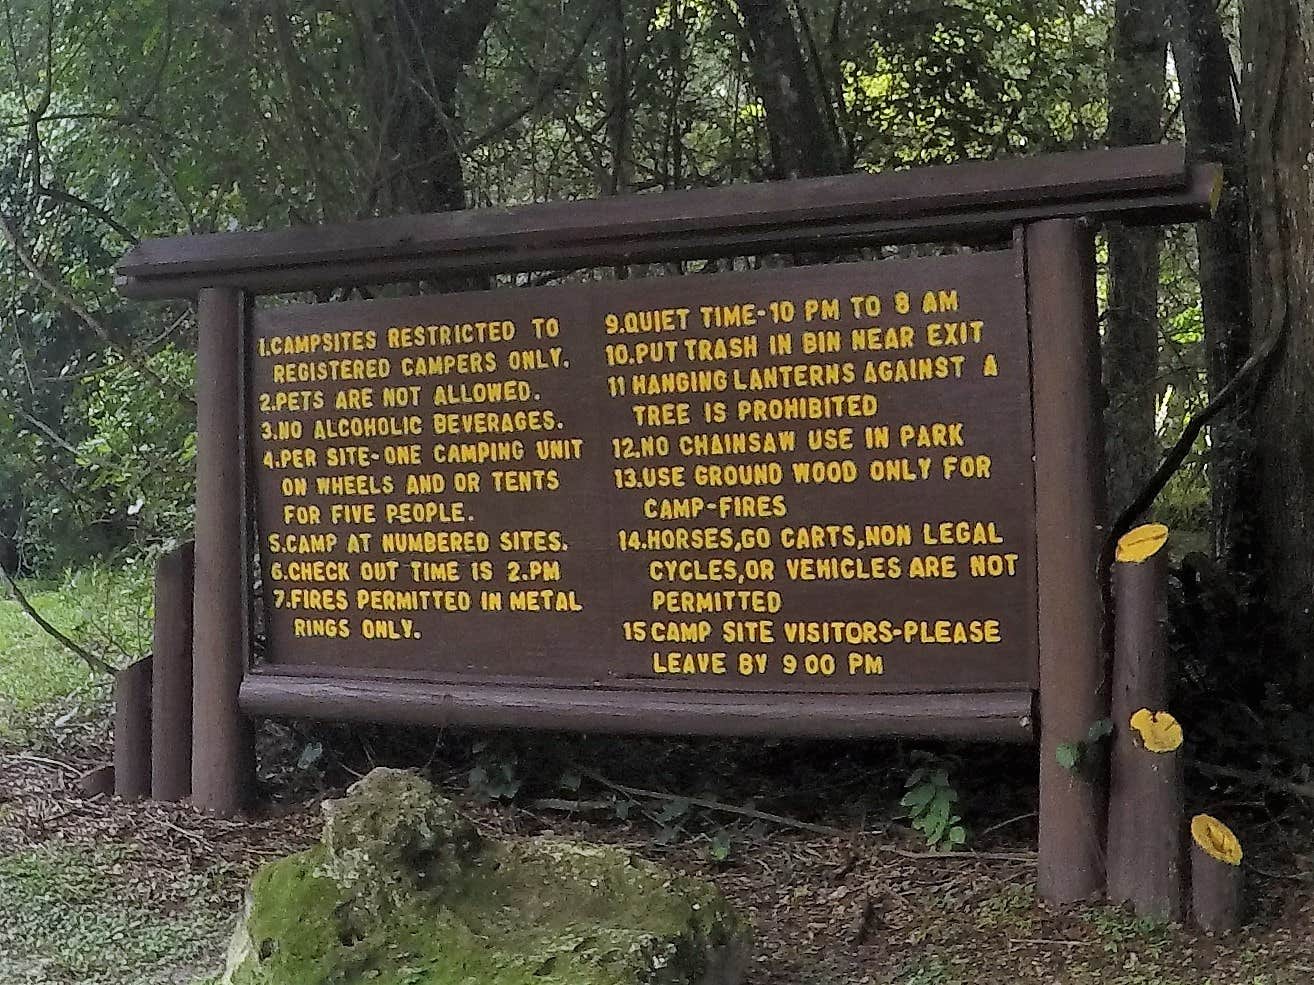 1.CAMPSITES RESTRICTED TO
REGISTERED CAMPERS ONLY.
2.PETS ARE NOT ALLOWED.
3.NO ALCOHOLIC BEVERAGES.
4.PER SITE-ONE CAMPING UNIT
ON WHEELS AND OR TENTS
FOR FIVE PEOPLE.
5.CAMP AT NUMBERED SITES.
6.CHECK OUT TIME IS 2.PM
7.FIRES PERMITTED IN METAL
RINGS ONLY.
9.QUIET TIME-10 PM TO 8 AM
10.PUT TRASH IN BIN NEAR EXIT
11 HANGING LANTERNS AGAINST A
TREE IS PROHIBITED
12.NO CHAINSAW USE IN PARK
13.USE GROUND WOOD ONLY FOR
CAMP-FIRES
14.HORSES,GO CARTS,NON LEGAL
CYCLES,OR VEHICLES ARE NOT
PERMITTED
15 CAMP SITE VISITORS-PLEASE
LEAVE BY 9 00 PM